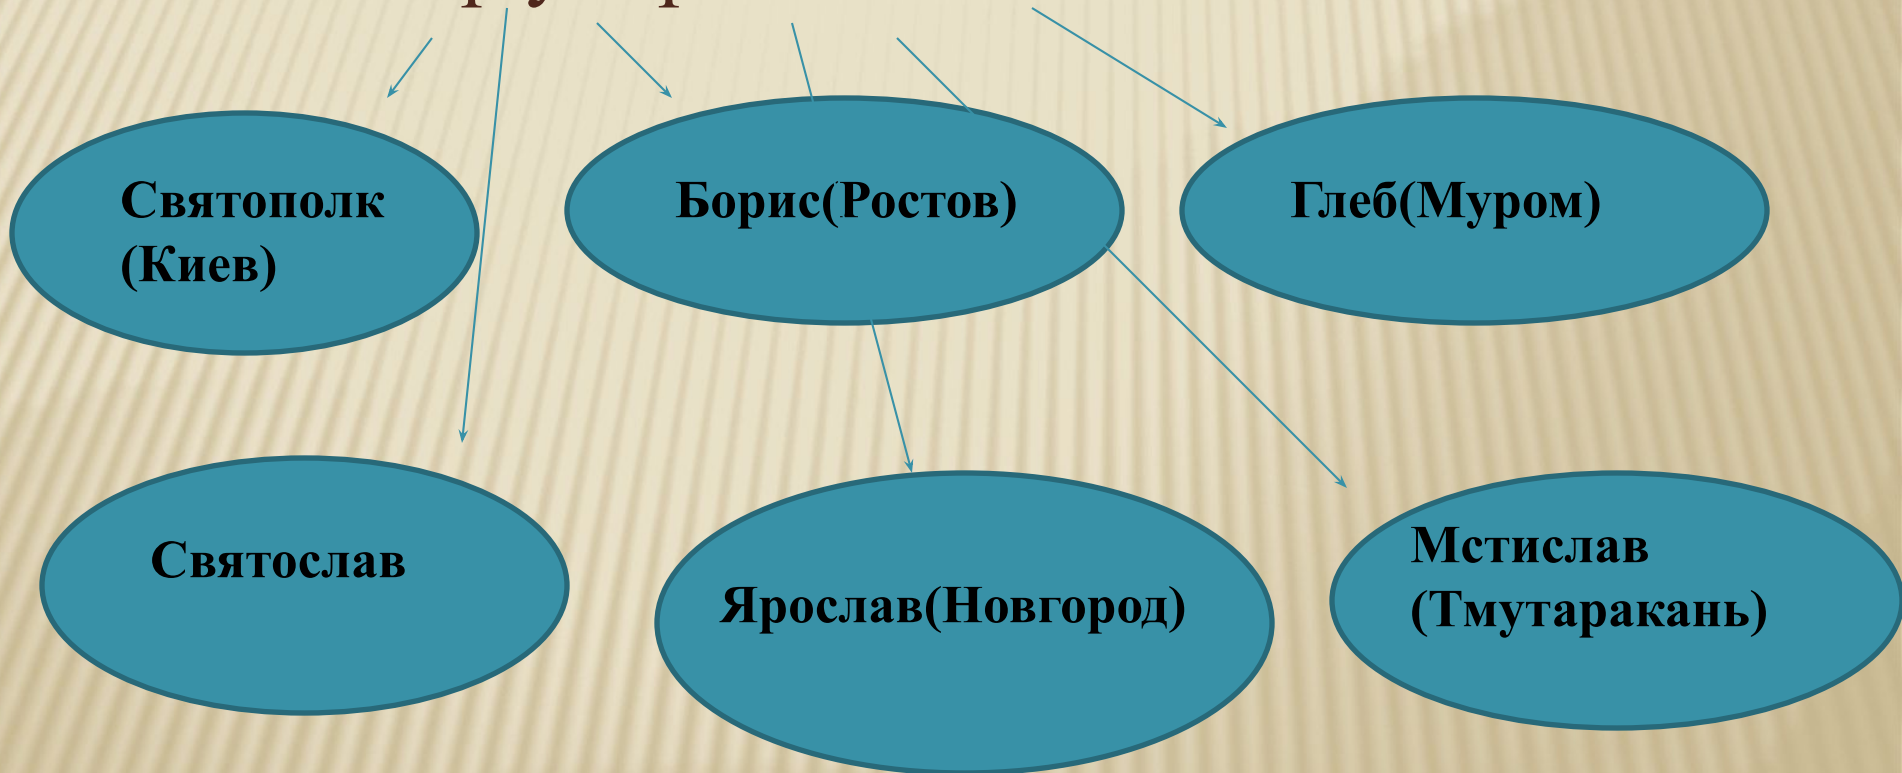 Святополк
(Киев)
Борис(Ростов)
Глеб(Муром)
Святослав
Ярослав(Новгород)
Мстислав
(Тмутаракань)